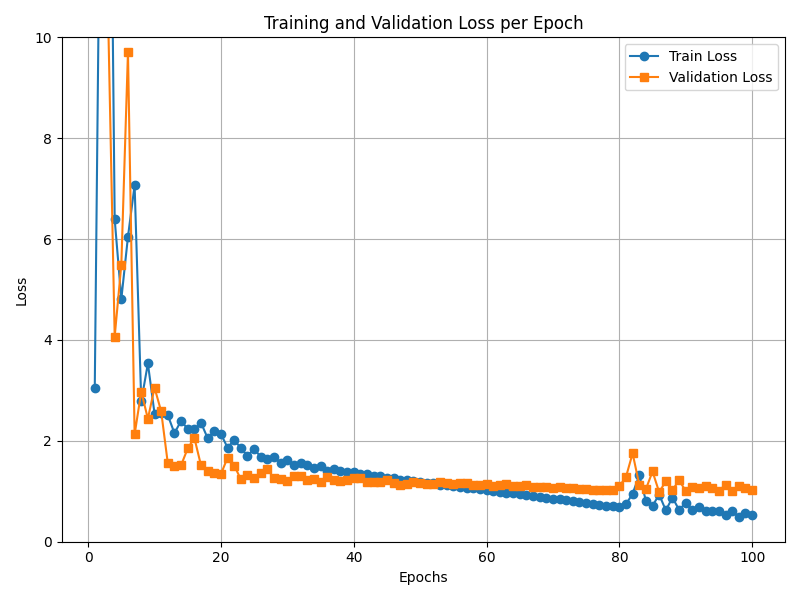 Training and Validation Loss per Epoch
Train Loss
Validation Loss
10
8
6
4
2
0
Loss
0 20 40 60 80 100
Epochs